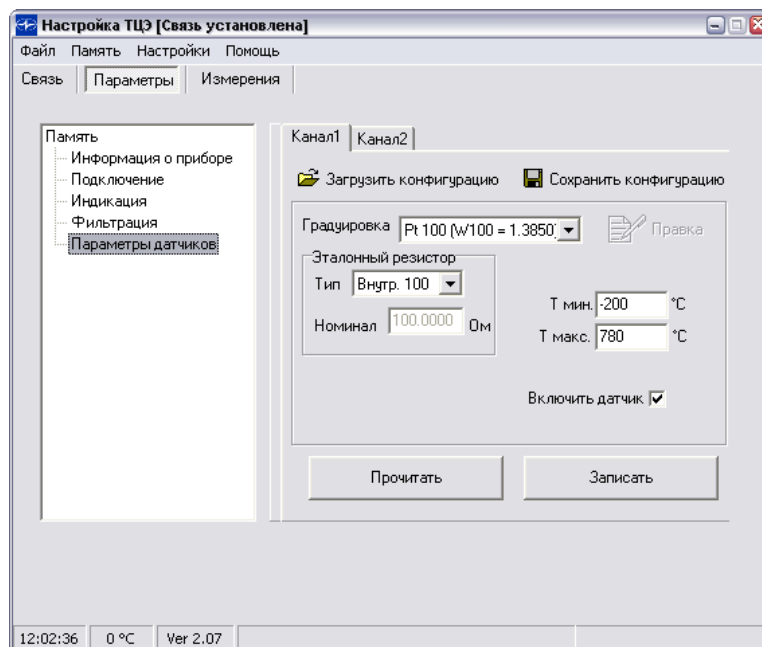 Настройка ТЦЭ [Связь установлена]
Файл Память Настройки Помощь
Связь Параметры Измерения
Память
Информация о приборе
Подключение
Индикация
Фильтрация
Параметры датчиков
Канал1 Канал2
Загрузить конфигурацию Сохранить конфигурацию
Градуировка Pt 100 (W100 = 1.3850) Правка
Эталонный резистор
Тип Внутр. 100
Номинал 100.0000 Ом
T мин. -200 °C
T макс. 780 °C
Включить датчик
Прочитать Записать
12:02:36 0 °C Ver 2.07